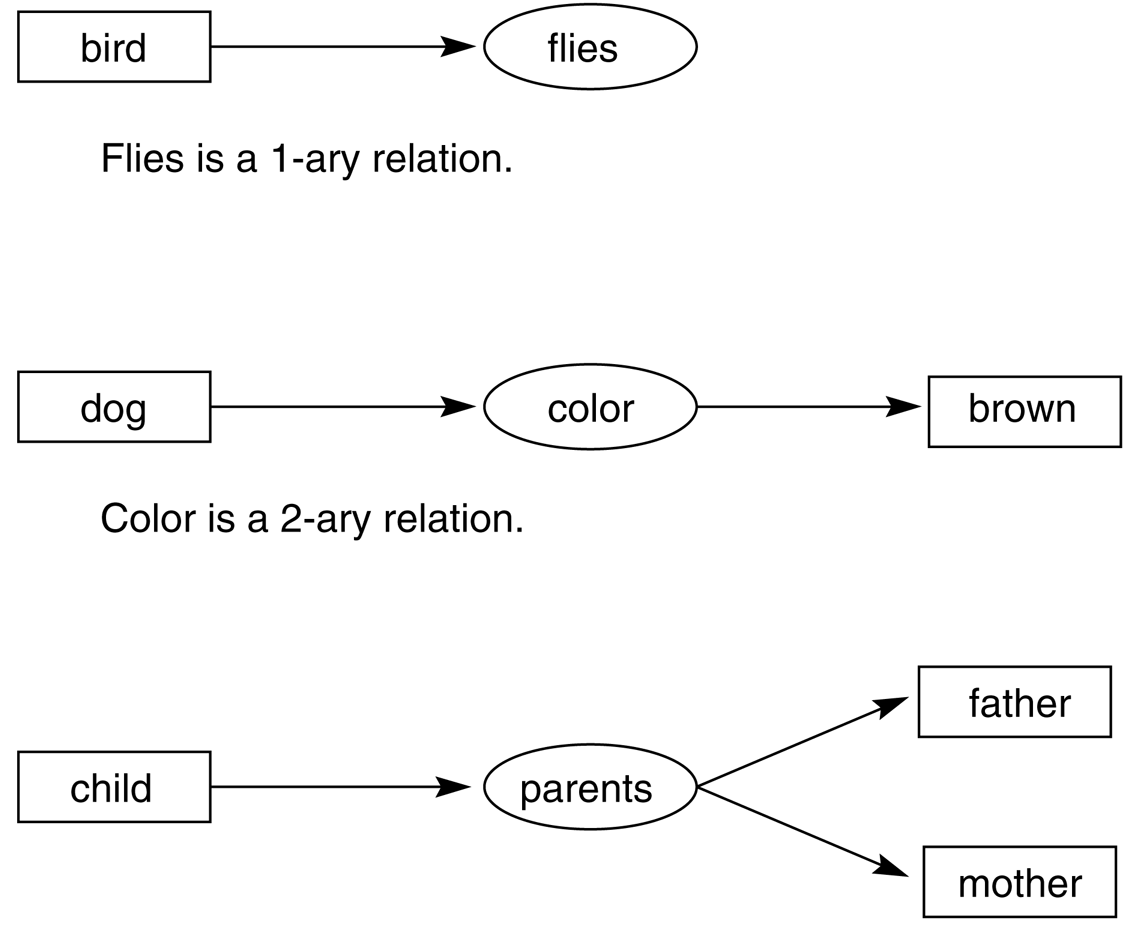 bird flies
Flies is a 1-ary relation.
dog color brown
Color is a 2-ary relation.
father
child parents
mother